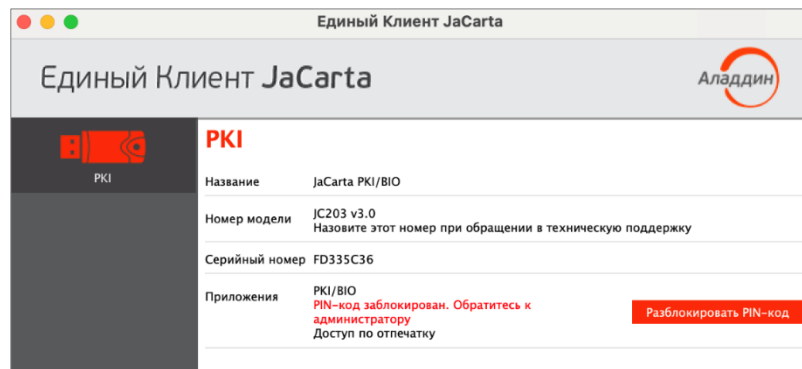 Единый Клиент JaCarta
Единый Клиент JaCarta
Аладдин
PKI
PKI
Название JaCarta PKI/BIO
Номер модели JC203 v3.0
Назовите этот номер при обращении в техническую поддержку
Серийный номер FD335C36
Приложения PKI/BIO
PIN-код заблокирован. Обратитесь к
администратору
Доступ по отпечатку
Разблокировать PIN-код